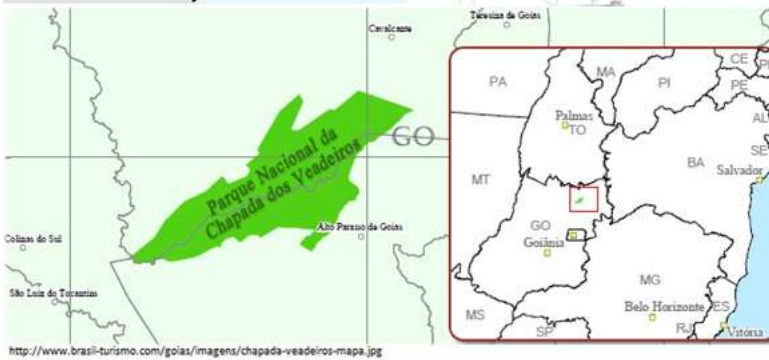 Teresina de Goiás
Cavalcante
GO
Parque Nacional da
Chapada dos Veadeiros
Alto Paraíso de Goiás
Colinas do Sul
São Luiz do Tocantins
PA
MA
PI
CE
PE
AL
SE
Palmas
TO
MT
BA
Salvador
GO
Goiânia
MG
Belo Horizonte
ES
MS
SP
RJ
Vitória
http://www.brasil-turismo.com/goias/imagens/chapada-veadeiros-mapa.jpg